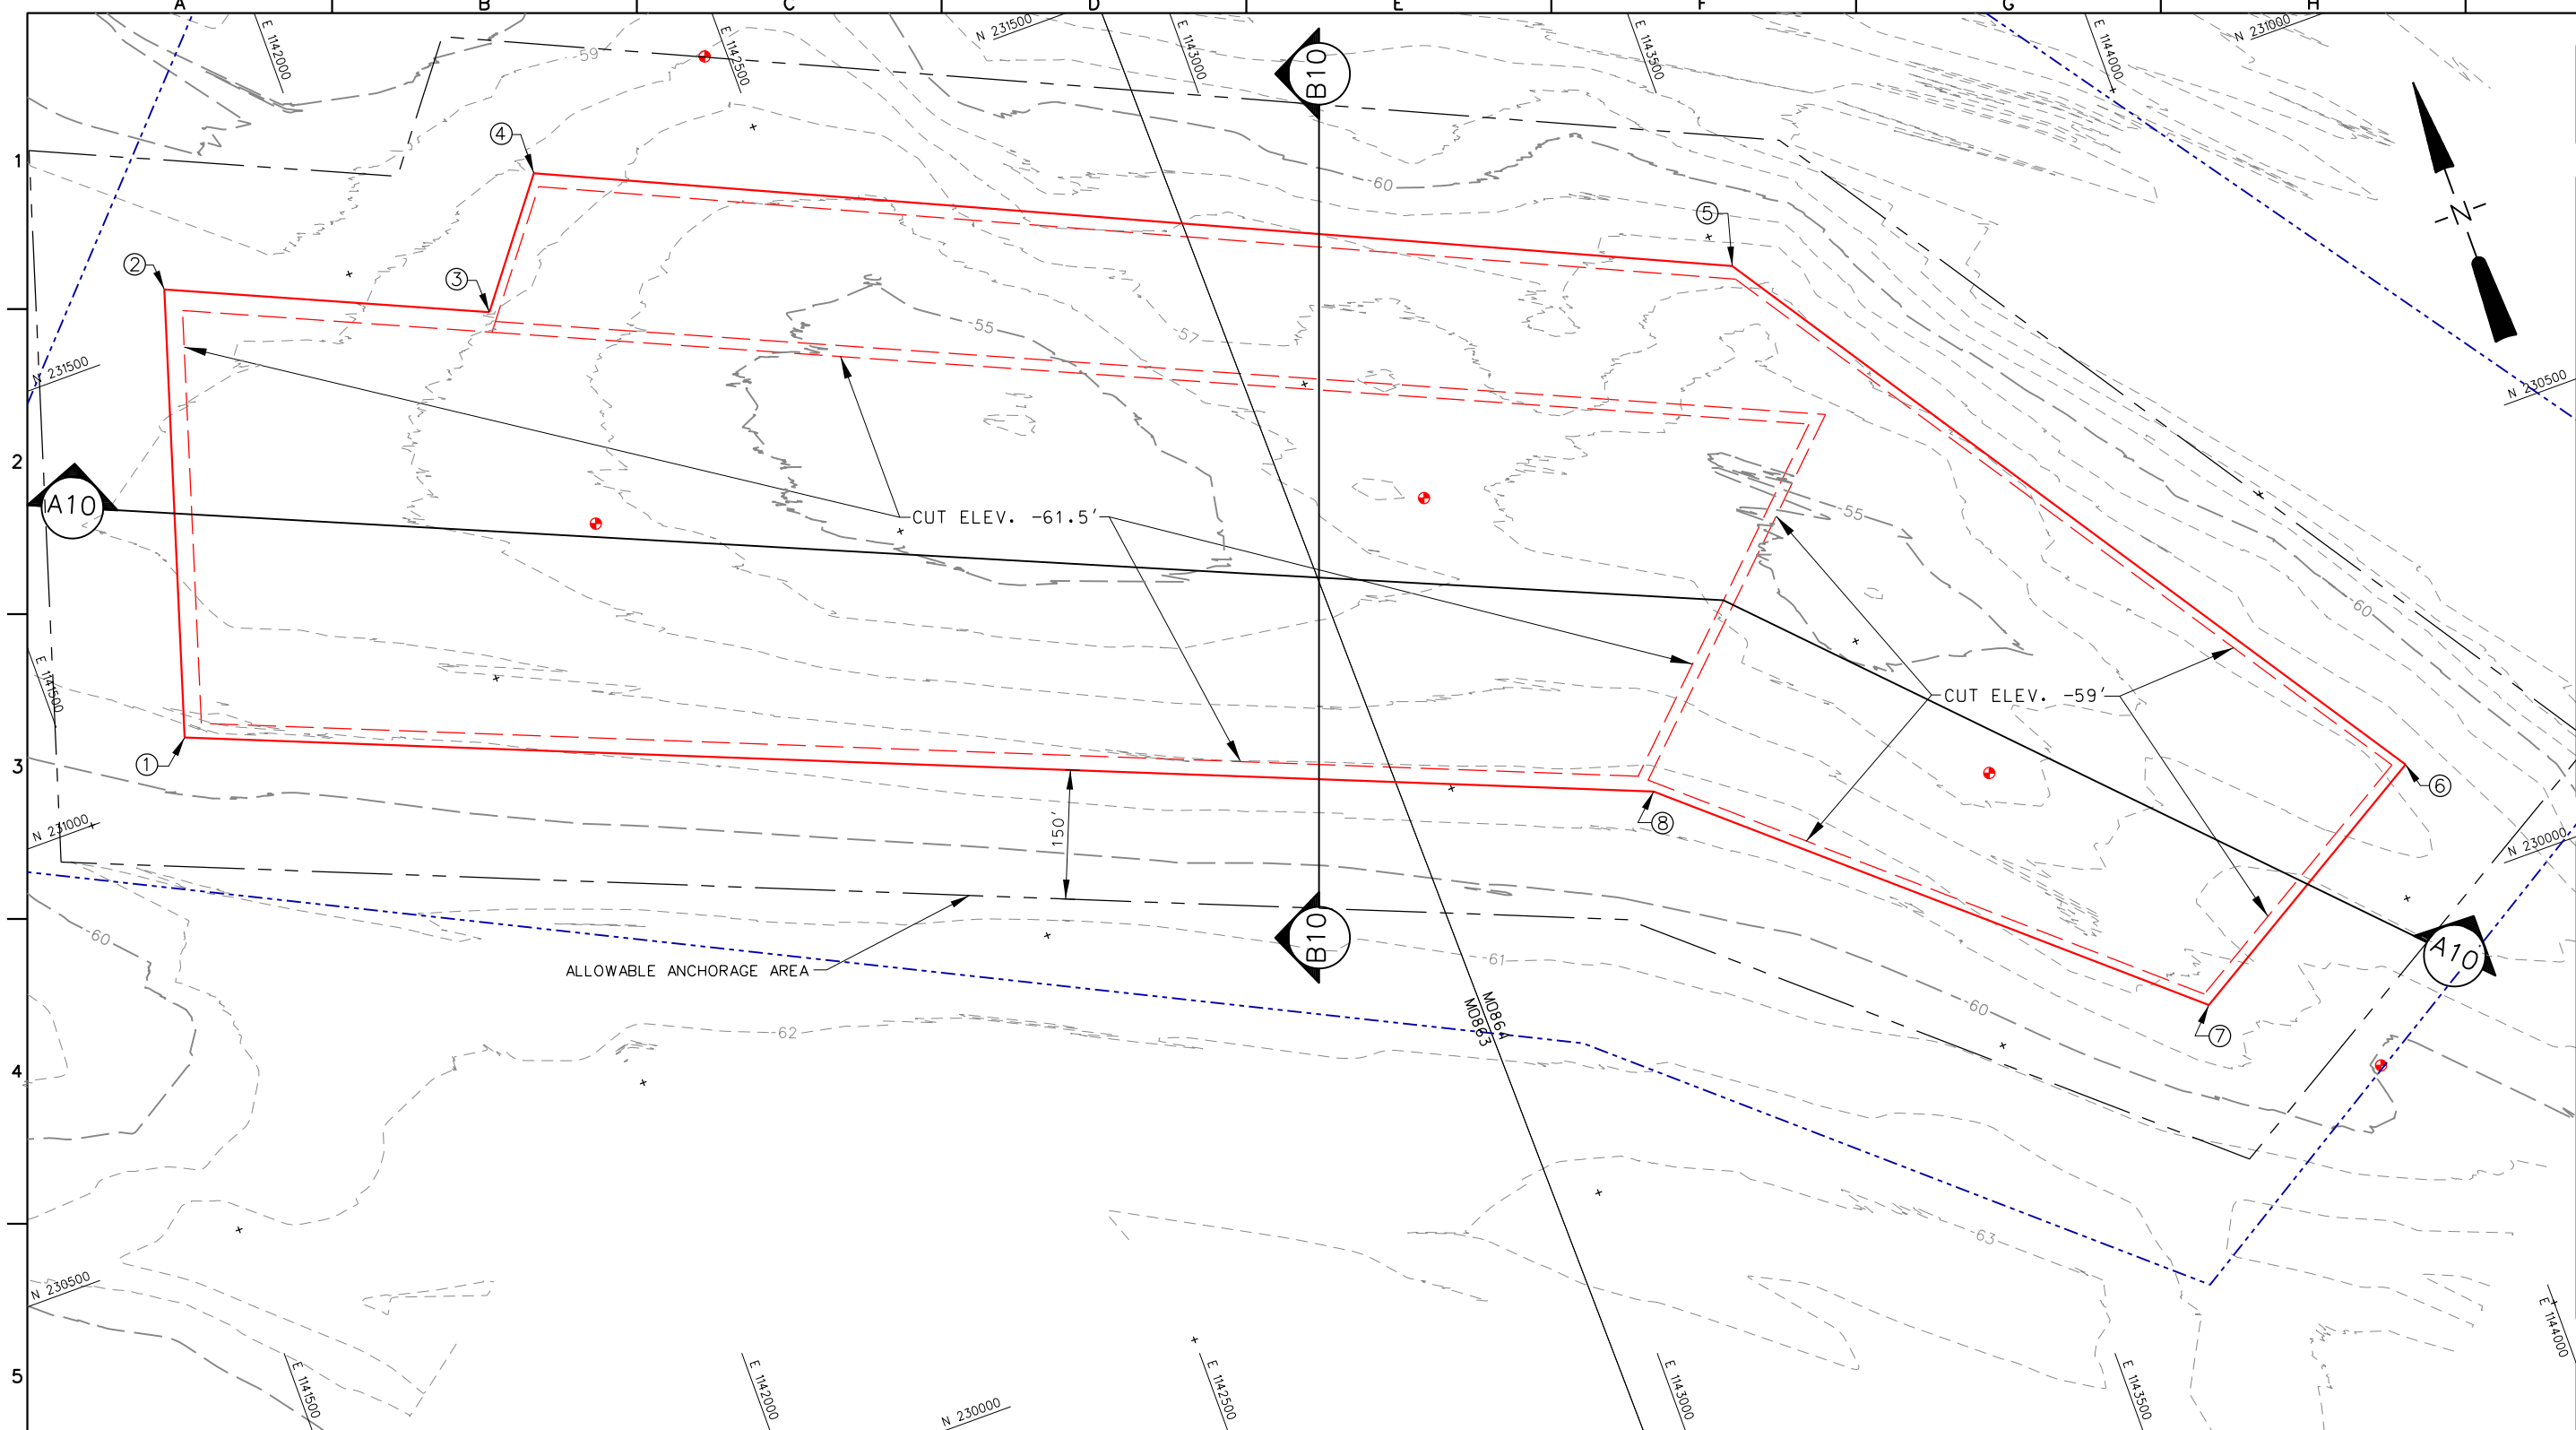 A B C D E F G H
E 1142000
E 1142500
N 231500
E 1143000
E 1143500
E 1144000
N 231000
-59
B10
1
4
-60
-N-
5
2
3
-55
-57
N 231500
N 230500
2
A10
CUT ELEV. -61.5'
-55
-60
E 1141500
CUT ELEV. -59'
1
3
6
N 231000
150'
8
N 230000
-60
B10
A10
-61
ALLOWABLE ANCHORAGE AREA
-60
M0864
M0863
-62
7
4
-63
N 230500
E 1144000
5
E 1141500
E 1142000
N 230000
E 1142500
E 1143000
E 1143500